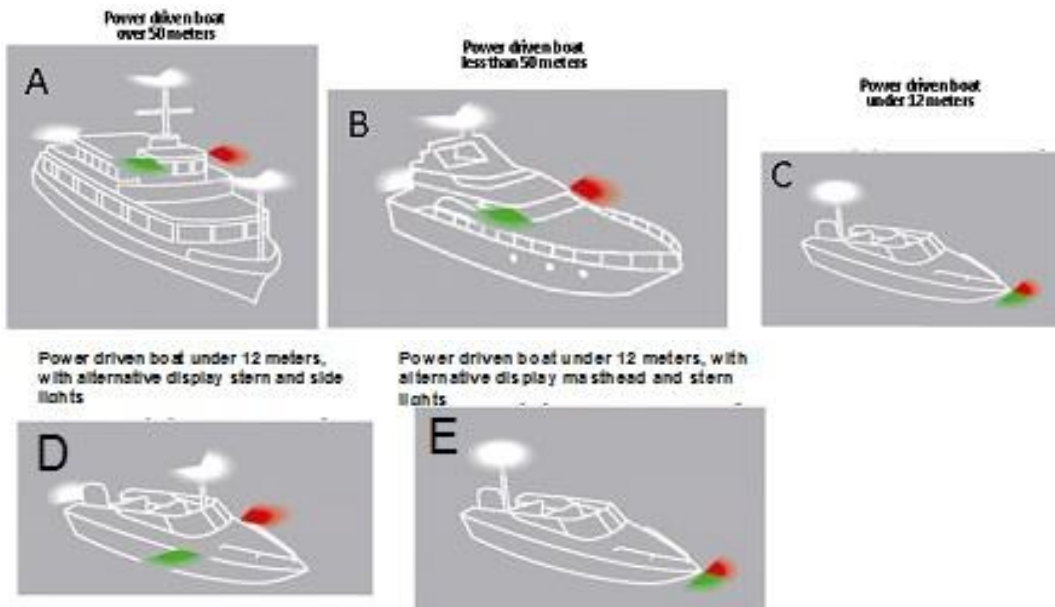 Power driven boat
over 50 meters
Power driven boat
less than 50 meters
Power driven boat
under 12 meters
A
B
C
Power driven boat under 12 meters,
with alternative display stern and side
lights
Power driven boat under 12 meters, with
alternative display masthead and stern
lights
D
E